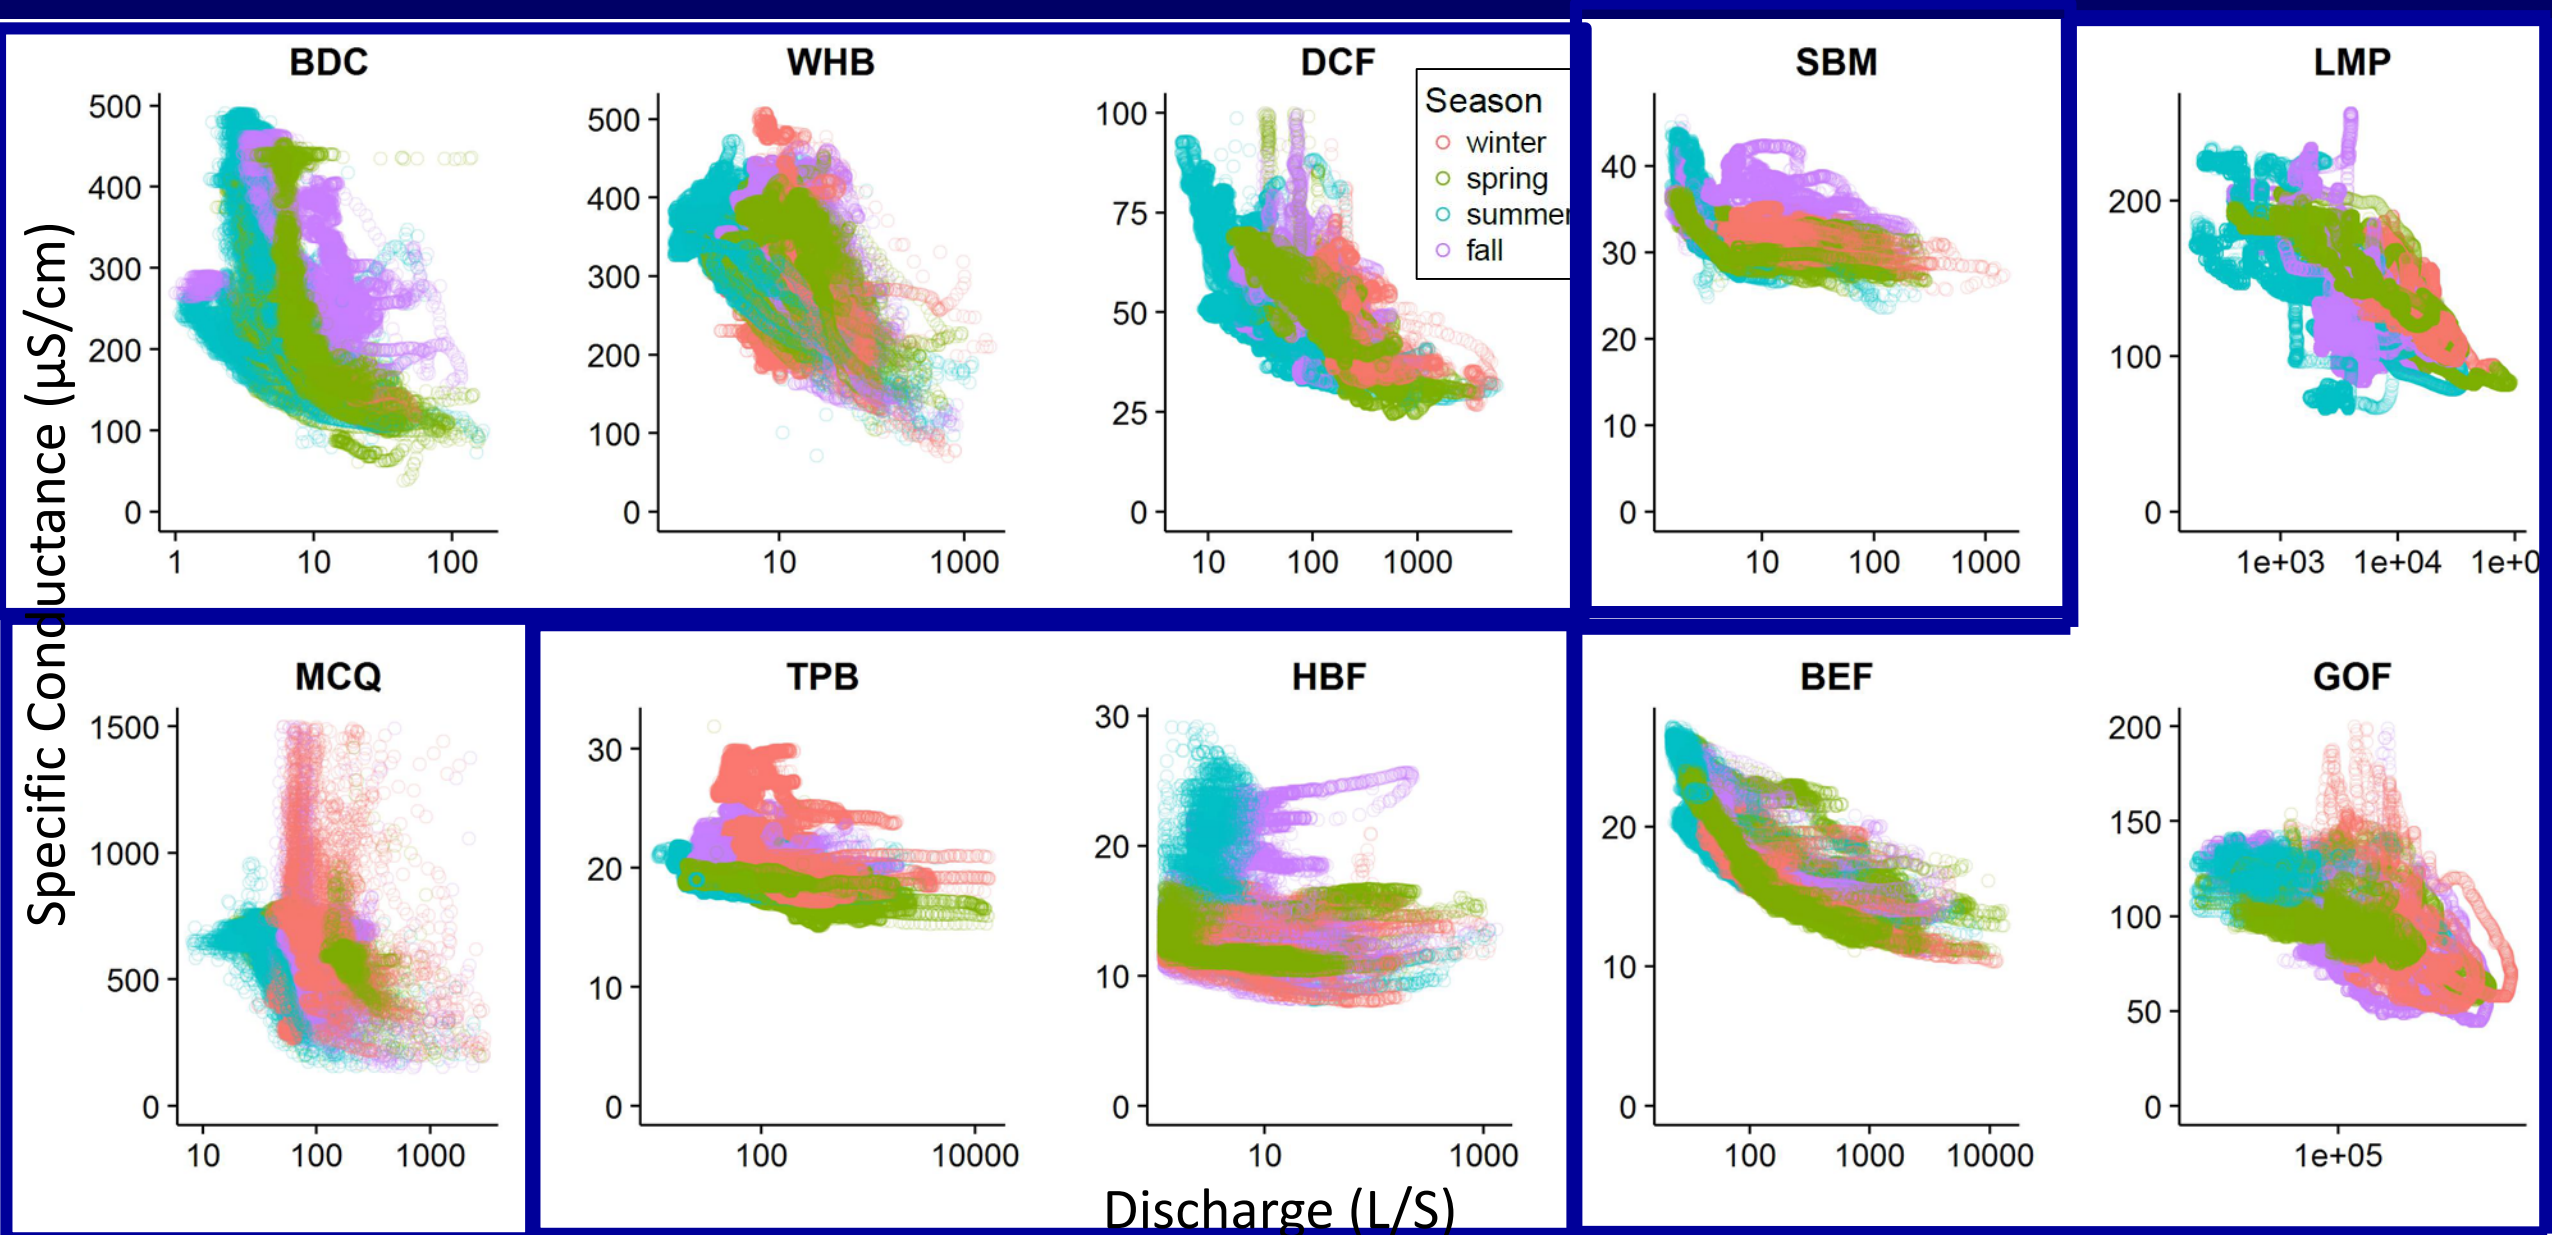 Specific Conductance (µS/cm)
BDC
500
400
300
200
100
0
1 10 100
WHB
500
400
300
200
100
0
10 1000
DCF
100
75
50
25
0
10 100 1000
Season
winter
spring
summer
fall
SBM
40
30
20
10
0
10 100 1000
LMP
200
100
0
1e+03 1e+04 1e+0
MCQ
1500
1000
500
0
10 100 1000
TPB
30
20
10
0
100 10000
HBF
30
20
10
0
10 1000
BEF
20
10
0
100 1000 10000
GOF
200
150
100
50
0
1e+05
Discharge (L/S)